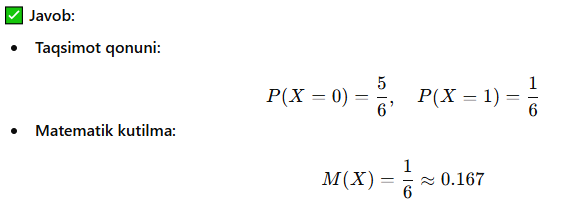 ✅ Javob:
• Taqsimot qonuni:
P(X = 0) = 5/6, P(X = 1) = 1/6
• Matematik kutilma:
M(X) = 1/6 ≈ 0.167